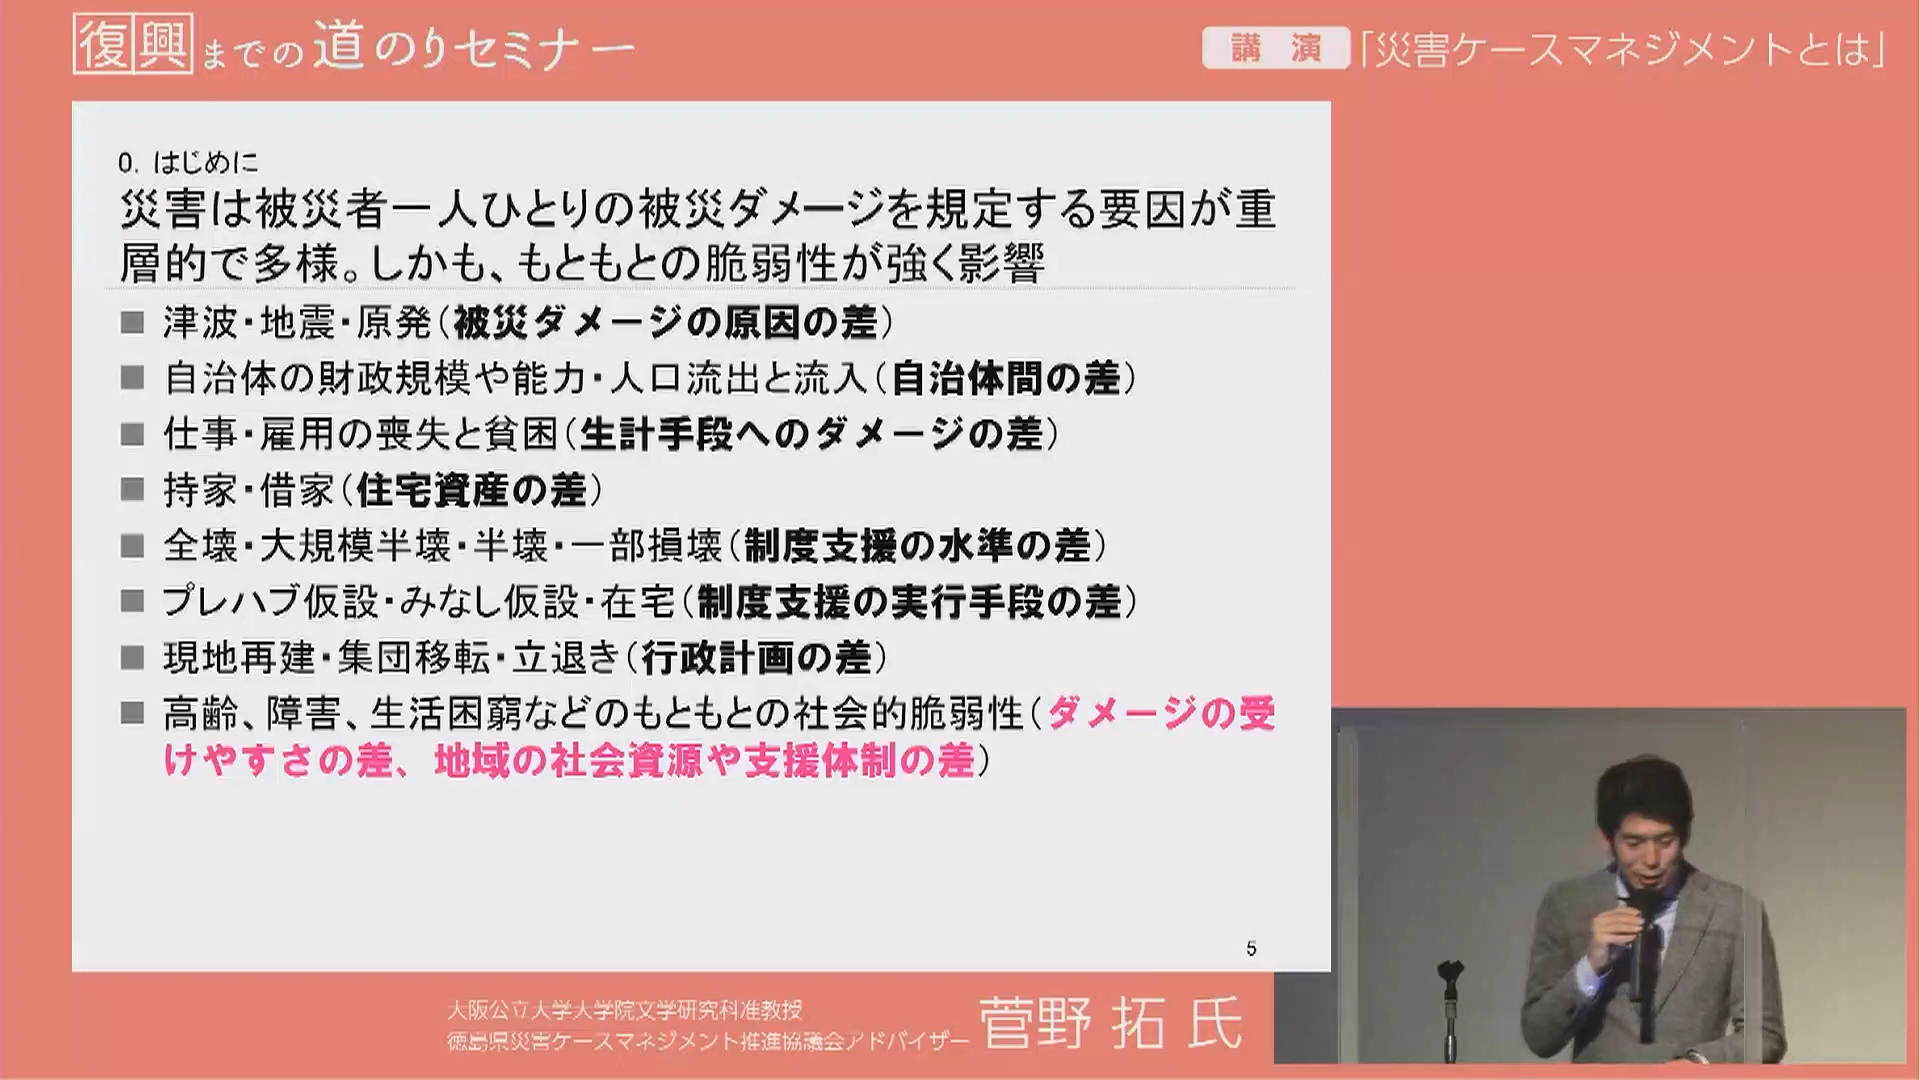 復興までの道のりセミナー
講演「災害ケースマネジメントとは」
0. はじめに
災害は被災者一人ひとりの被災ダメージを規定する要因が重
層的で多様。しかも、もともとの脆弱性が強く影響
■ 津波・地震・原発(被災ダメージの原因の差)
■ 自治体の財政規模や能力・人口流出と流入(自治体間の差)
■ 仕事・雇用の喪失と貧困(生計手段へのダメージの差)
■ 持家・借家(住宅資産の差)
■ 全壊・大規模半壊・半壊・一部損壊(制度支援の水準の差)
■ プレハブ仮設・みなし仮設・在宅(制度支援の実行手段の差)
■ 現地再建・集団移転・立退き(行政計画の差)
■ 高齢、障害、生活困窮などのもともとの社会的脆弱性(ダメージの受
けやすさの差、地域の社会資源や支援体制の差)
5
大阪公立大学大学院文学研究科准教授
徳島県災害ケースマネジメント推進協議会アドバイザー
菅野 拓 氏